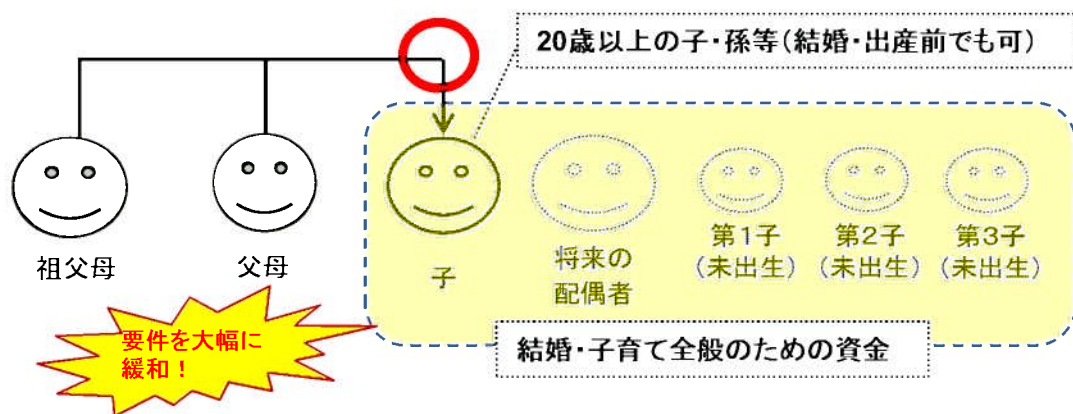 20歳以上の子・孫等(結婚・出産前でも可)
祖父母
父母
子
将来の
配偶者
第1子
(未出生)
第2子
(未出生)
第3子
(未出生)
要件を大幅に
緩和！
結婚・子育て全般のための資金